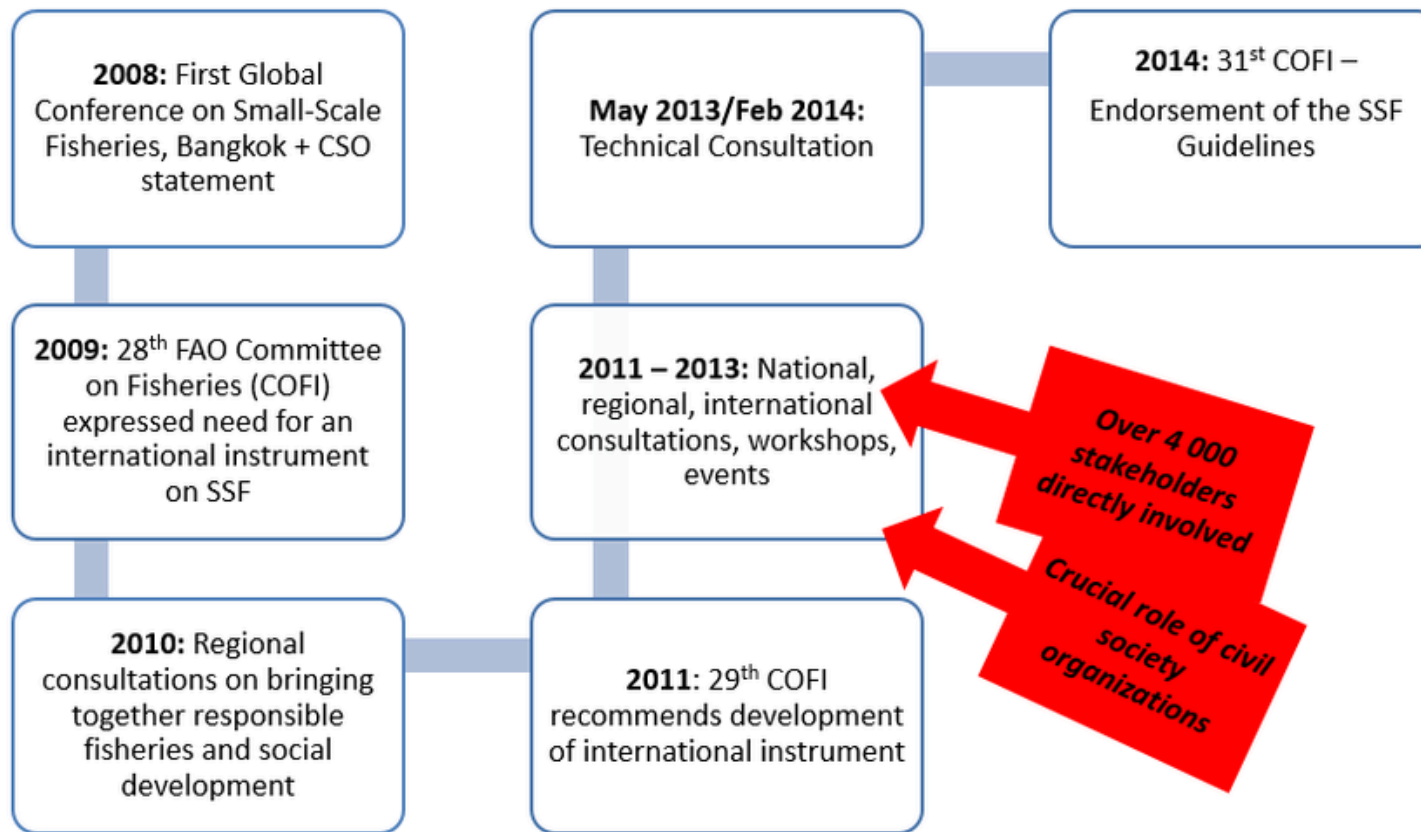 2008: First Global
Conference on Small-Scale
Fisheries, Bangkok + CSO
statement
2009: 28th FAO Committee
on Fisheries (COFI)
expressed need for an
international instrument
on SSF
2010: Regional
consultations on bringing
together responsible
fisheries and social
development
2011: 29th COFI
recommends development
of international instrument
2011 – 2013: National,
regional, international
consultations, workshops,
events
Over 4 000
stakeholders
directly involved
Crucial role of civil
society
organizations
May 2013/Feb 2014:
Technical Consultation
2014: 31st COFI –
Endorsement of the SSF
Guidelines